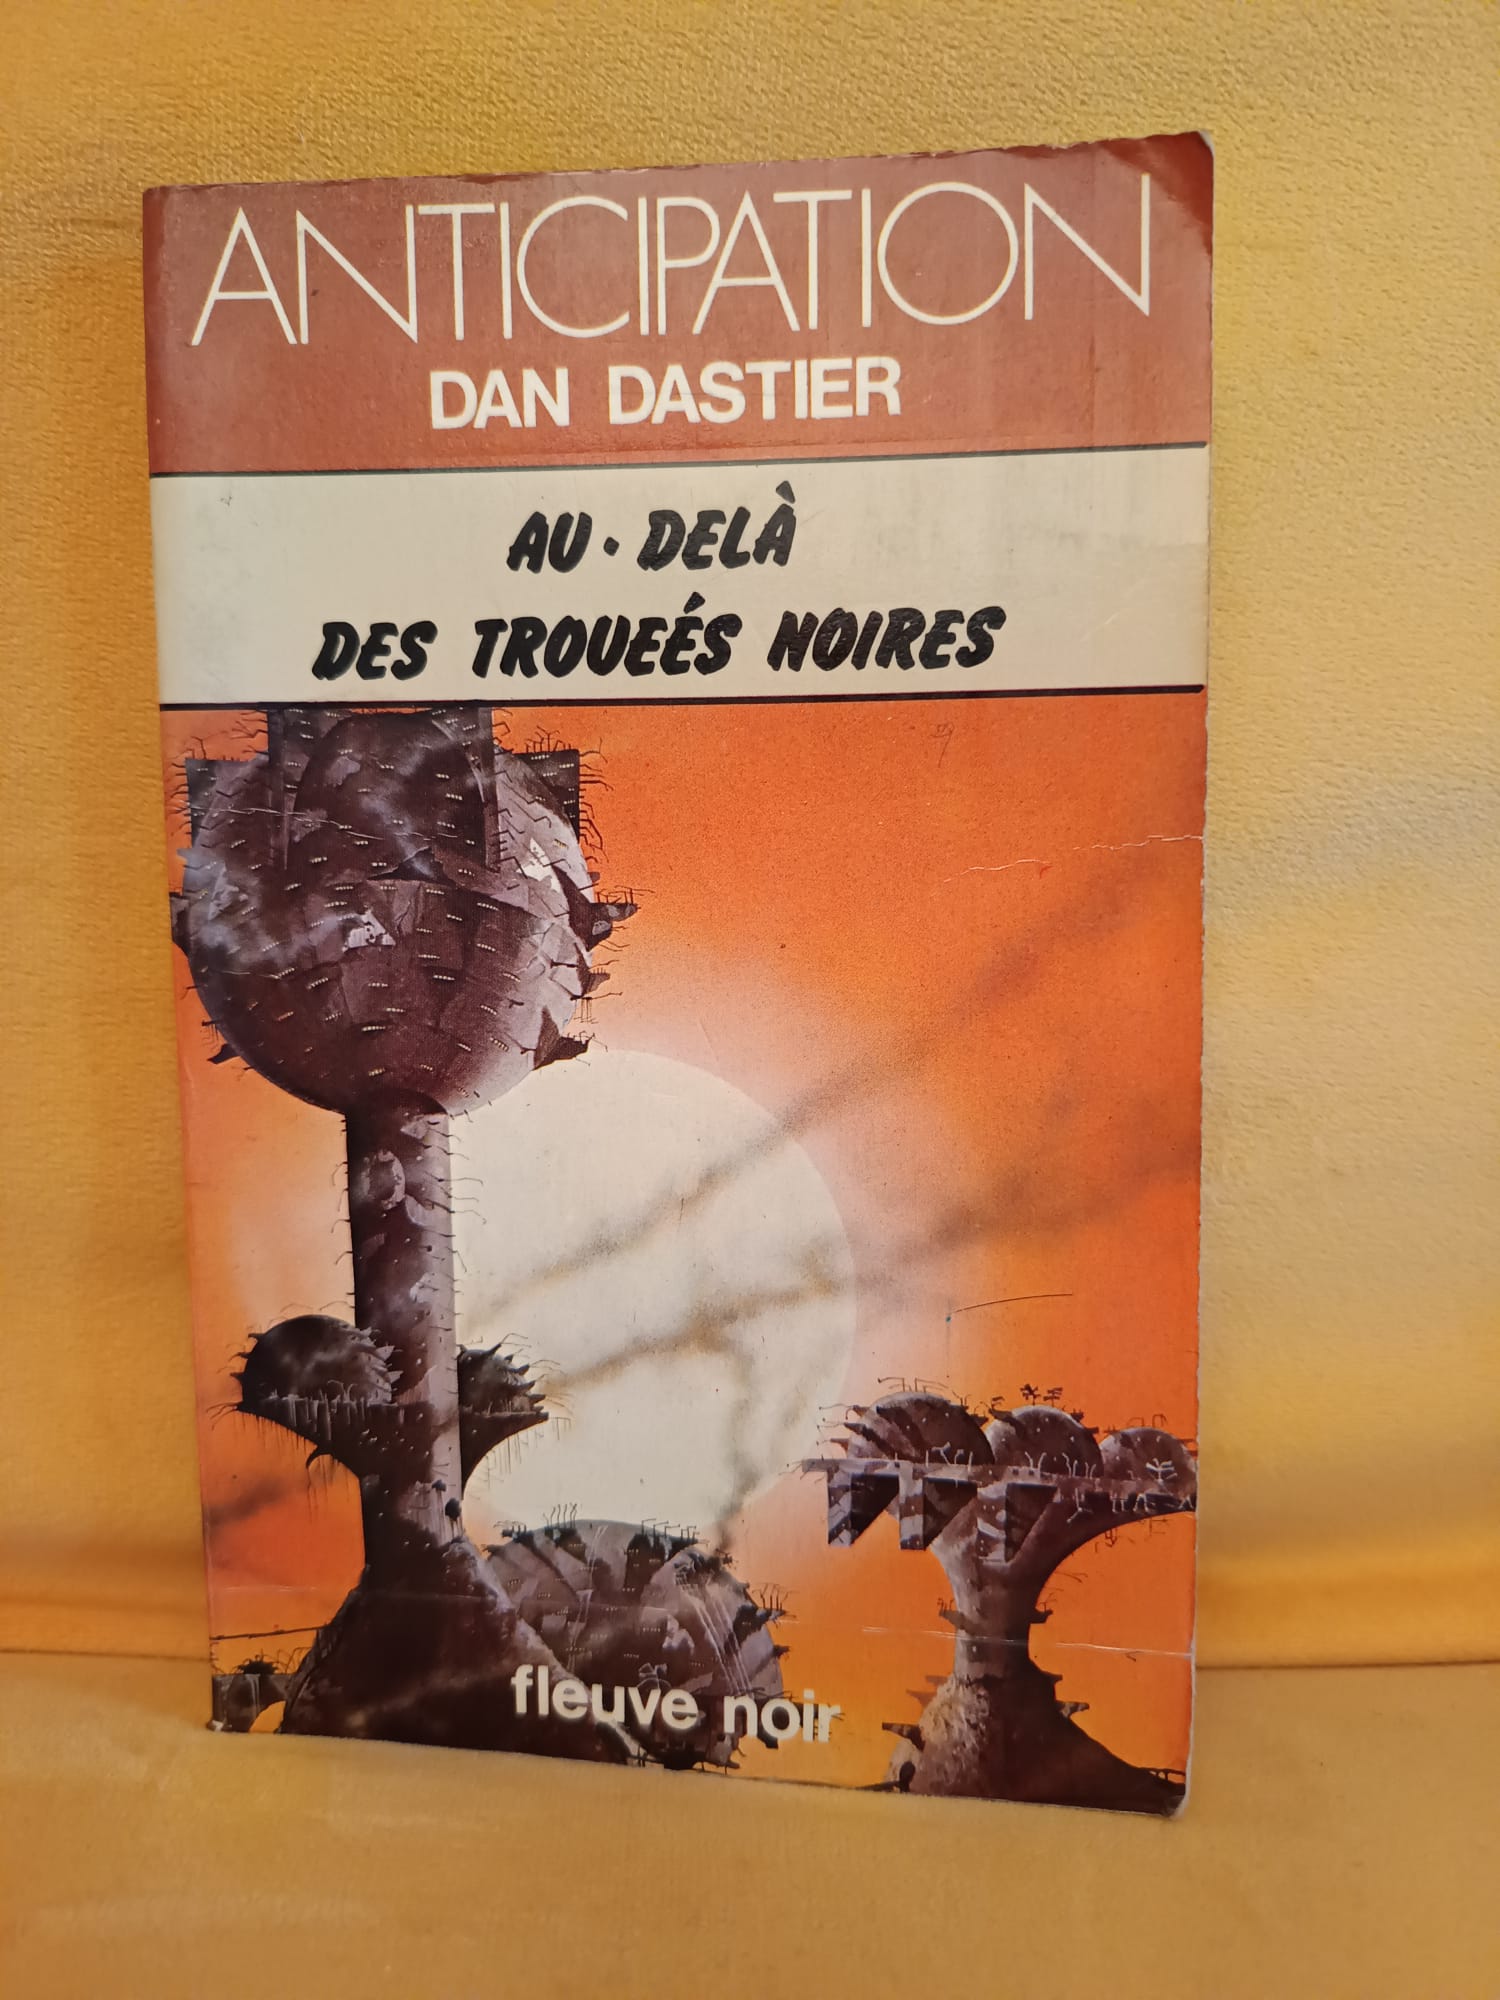 ANTICIPATION
DAN DASTIER
AU-DELÀ
DES TROUEÉS NOIRES
fleuve noir